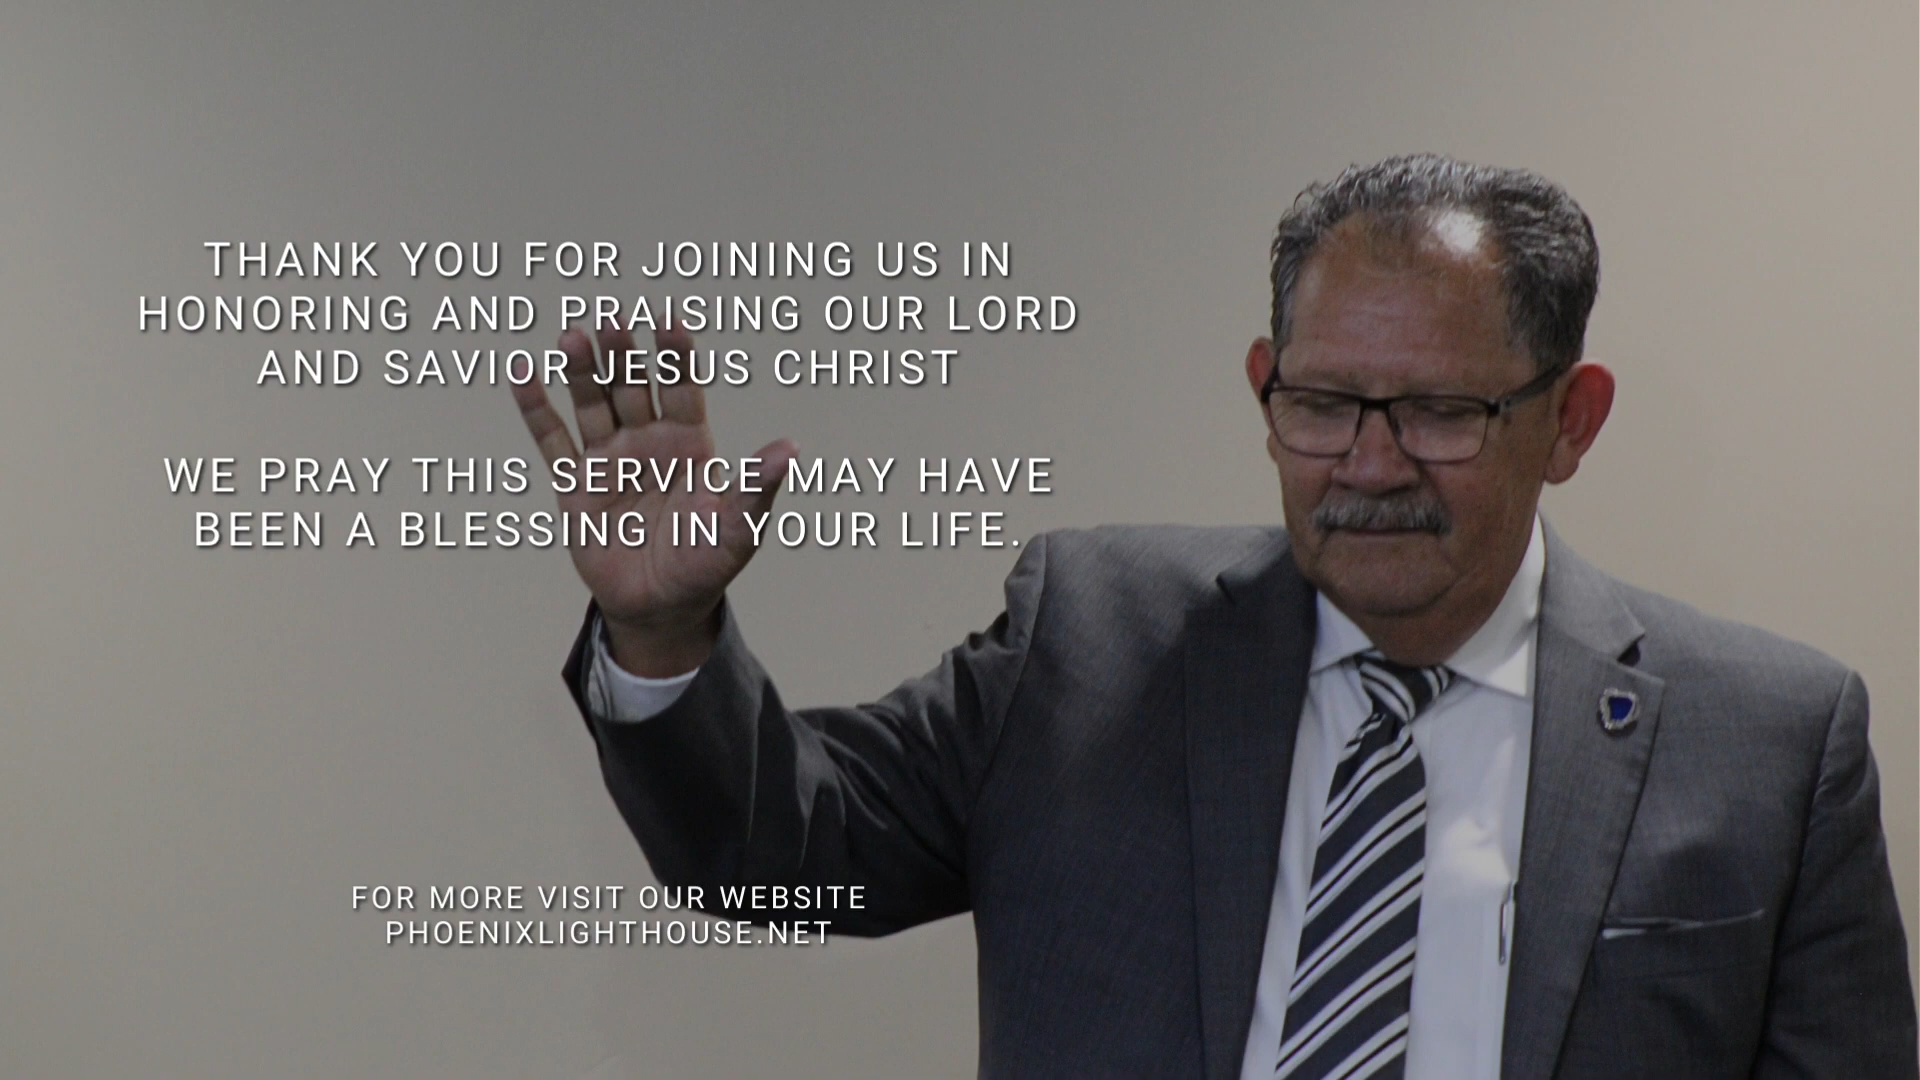 THANK YOU FOR JOINING US IN
HONORING AND PRAISING OUR LORD
AND SAVIOR JESUS CHRIST
WE PRAY THIS SERVICE MAY HAVE
BEEN A BLESSING IN YOUR LIFE.
FOR MORE VISIT OUR WEBSITE
PHOENIXLIGHTHOUSE.NET